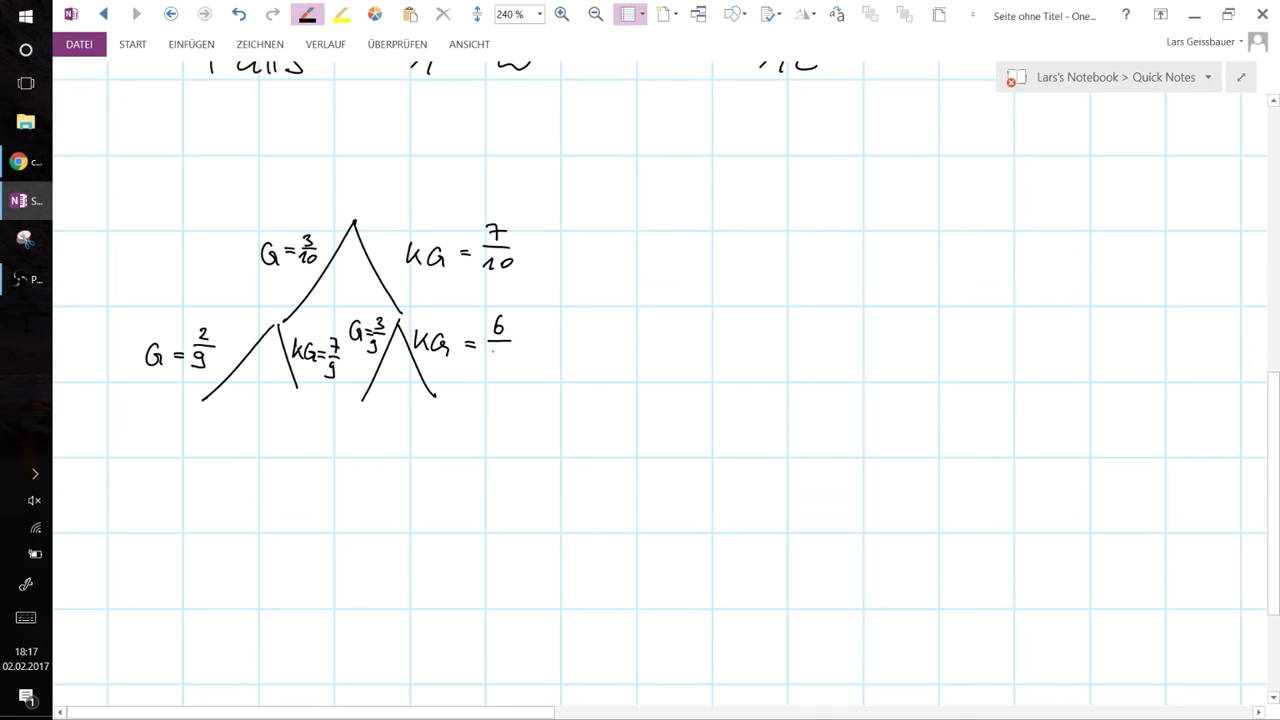 240 %
Seite ohne Titel - One...
DATEI START EINFÜGEN ZEICHNEN VERLAUF ÜBERPRÜFEN ANSICHT
Lars Geissbauer
Lars's Notebook > Quick Notes
c...
S...
P...
G = 3/10
KG = 7/10
G = 2/9
KG = 7/9
G = 3/9
KG = 6
18:17
02.02.2017
1